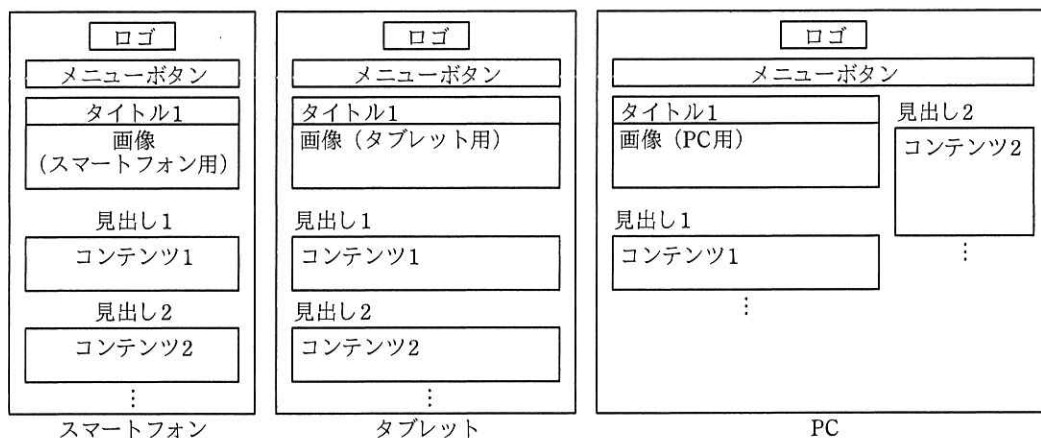 ロゴ
メニューボタン
タイトル1
画像
(スマートフォン用)
見出し1
コンテンツ1
見出し2
コンテンツ2
⋮
スマートフォン
ロゴ
メニューボタン
タイトル1
画像(タブレット用)
見出し1
コンテンツ1
見出し2
コンテンツ2
⋮
タブレット
ロゴ
メニューボタン
タイトル1
画像(PC用)
見出し1
コンテンツ1
⋮
見出し2
コンテンツ2
⋮
PC